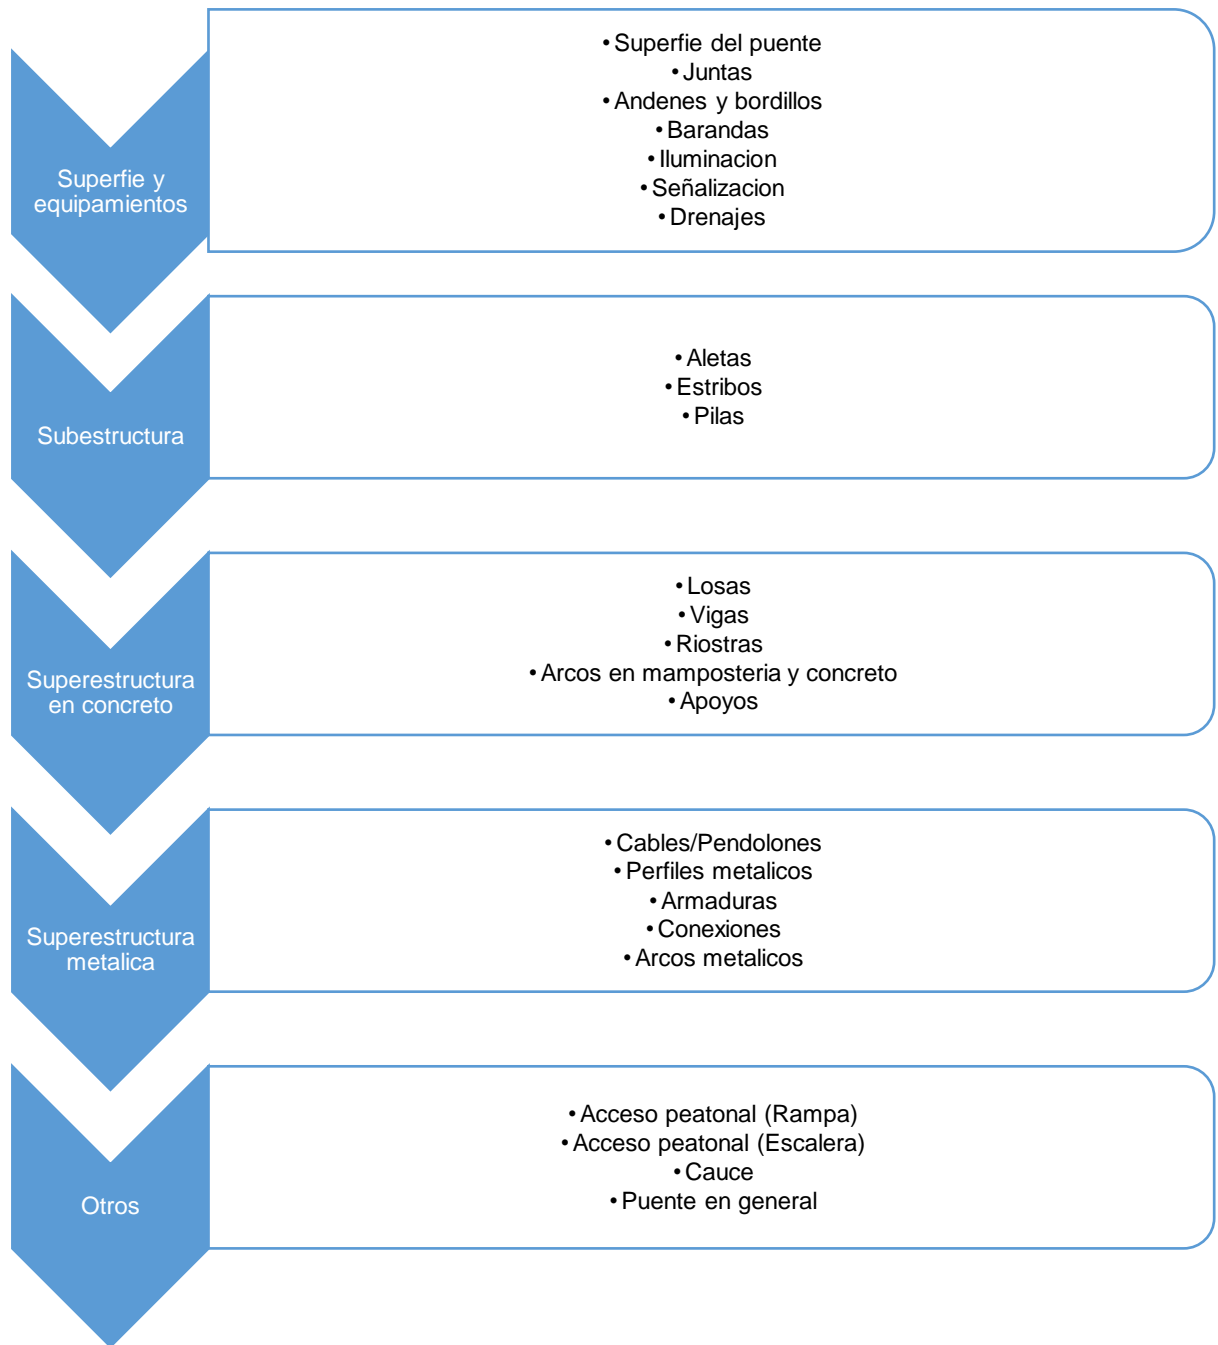 Superfie y
equipamientos
•Superfie del puente
•Juntas
•Andenes y bordillos
•Barandas
•Iluminacion
•Señalizacion
•Drenajes
Subestructura
•Aletas
•Estribos
•Pilas
Superestructura
en concreto
•Losas
•Vigas
•Riostras
•Arcos en mamposteria y concreto
•Apoyos
Superestructura
metalica
•Cables/Pendolones
•Perfiles metalicos
•Armaduras
•Conexiones
•Arcos metalicos
Otros
•Acceso peatonal (Rampa)
•Acceso peatonal (Escalera)
•Cauce
•Puente en general